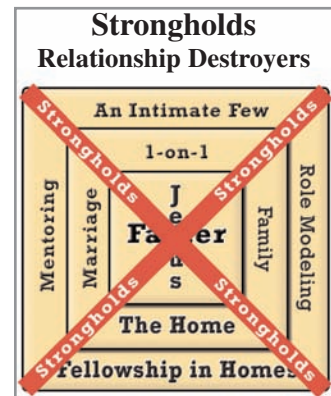 Strongholds
Relationship Destroyers
Strongholds
Strongholds
An Intimate Few
1-on-1
Mentoring
Marriage
Jesus
Father
Family
Role Modeling
The Home
Strongholds
Strongholds
Fellowship in Homes